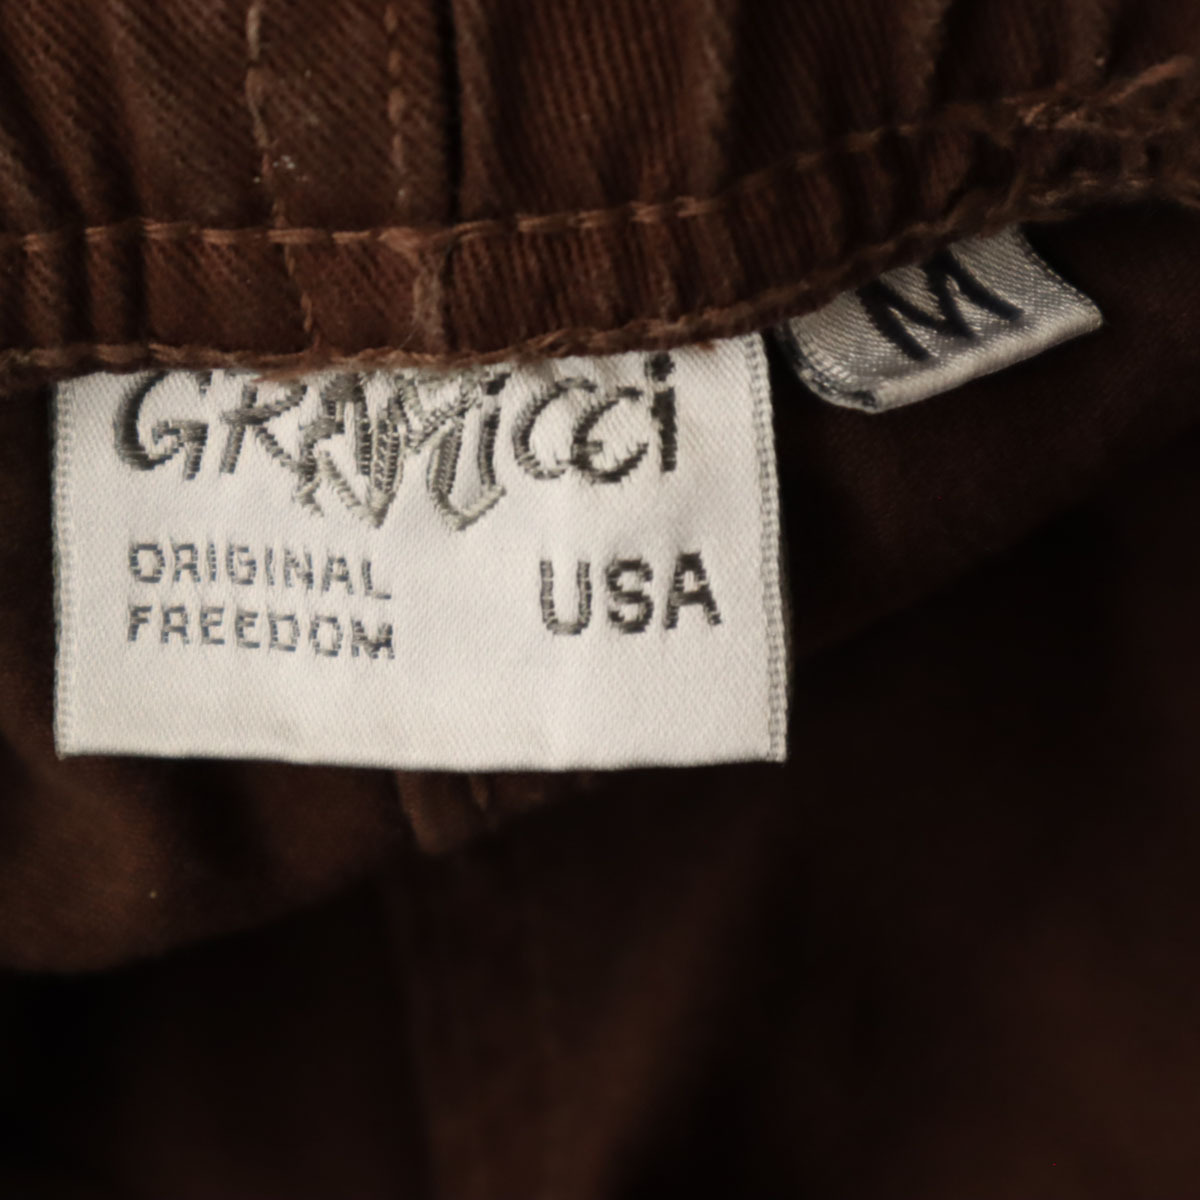 GRAMicci
M
ORIGINAL
FREEDOM
USA